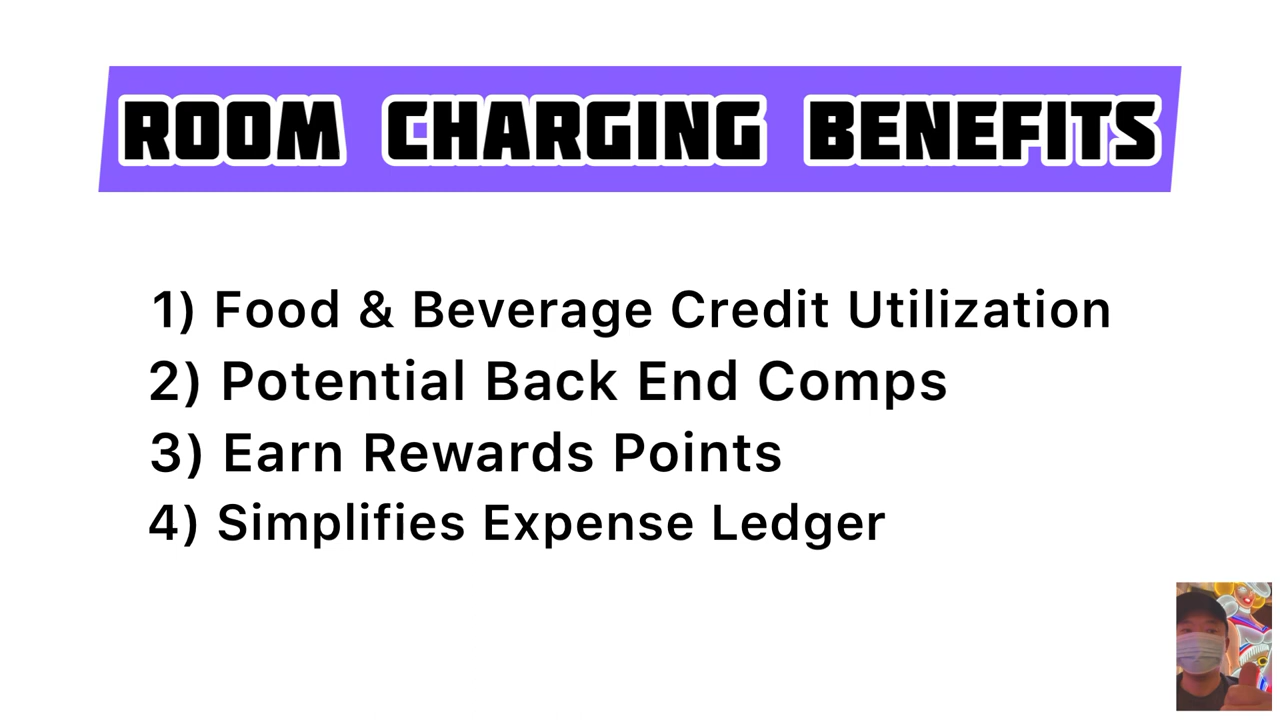 ROOM CHARGING BENEFITS
1) Food & Beverage Credit Utilization
2) Potential Back End Comps
3) Earn Rewards Points
4) Simplifies Expense Ledger